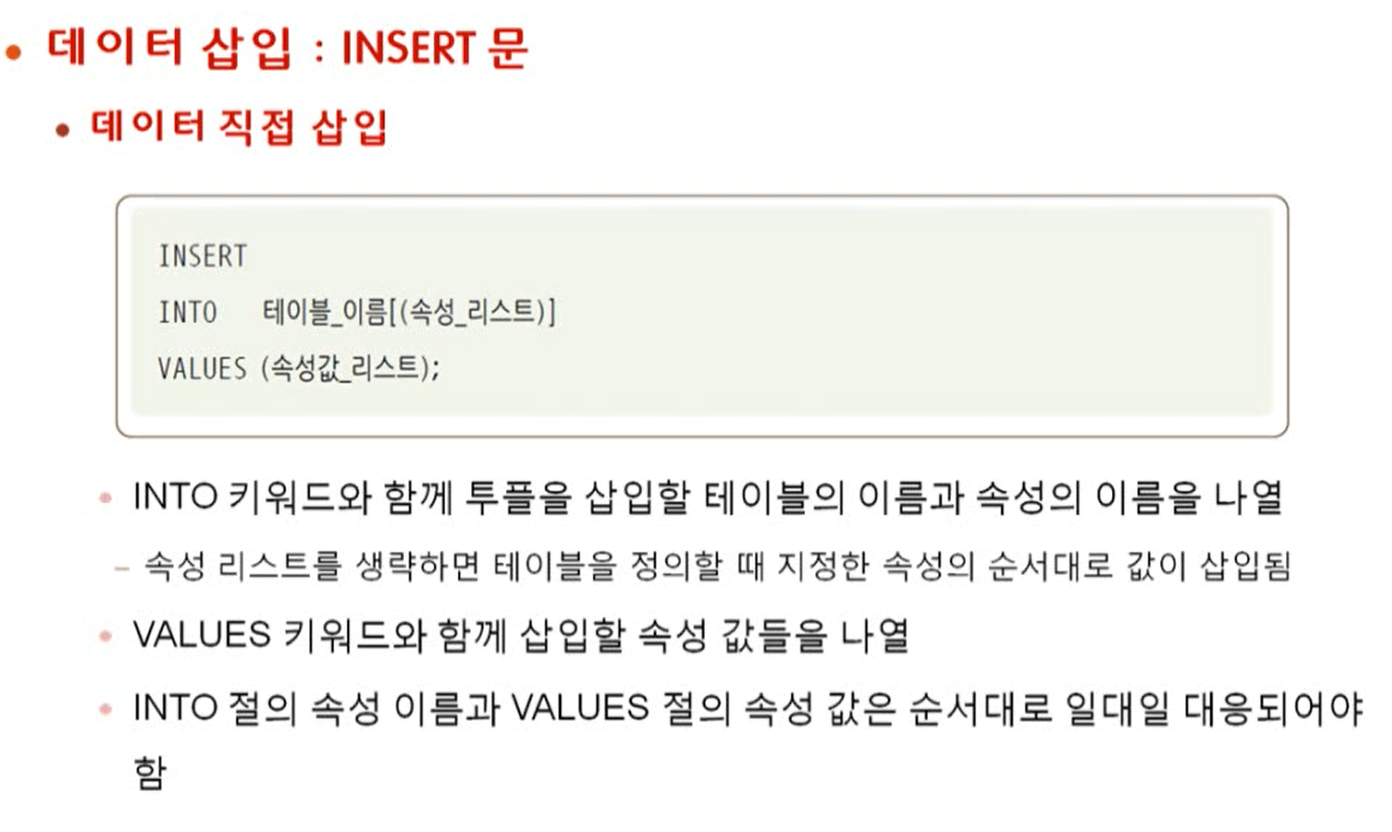 • 데이터 삽입 : INSERT 문
• 데이터 직접 삽입
INSERT
INTO 테이블_이름[(속성_리스트)]
VALUES (속성값_리스트);
• INTO 키워드와 함께 투플을 삽입할 테이블의 이름과 속성의 이름을 나열
– 속성 리스트를 생략하면 테이블을 정의할 때 지정한 속성의 순서대로 값이 삽입됨
• VALUES 키워드와 함께 삽입할 속성 값들을 나열
• INTO 절의 속성 이름과 VALUES 절의 속성 값은 순서대로 일대일 대응되어야
함